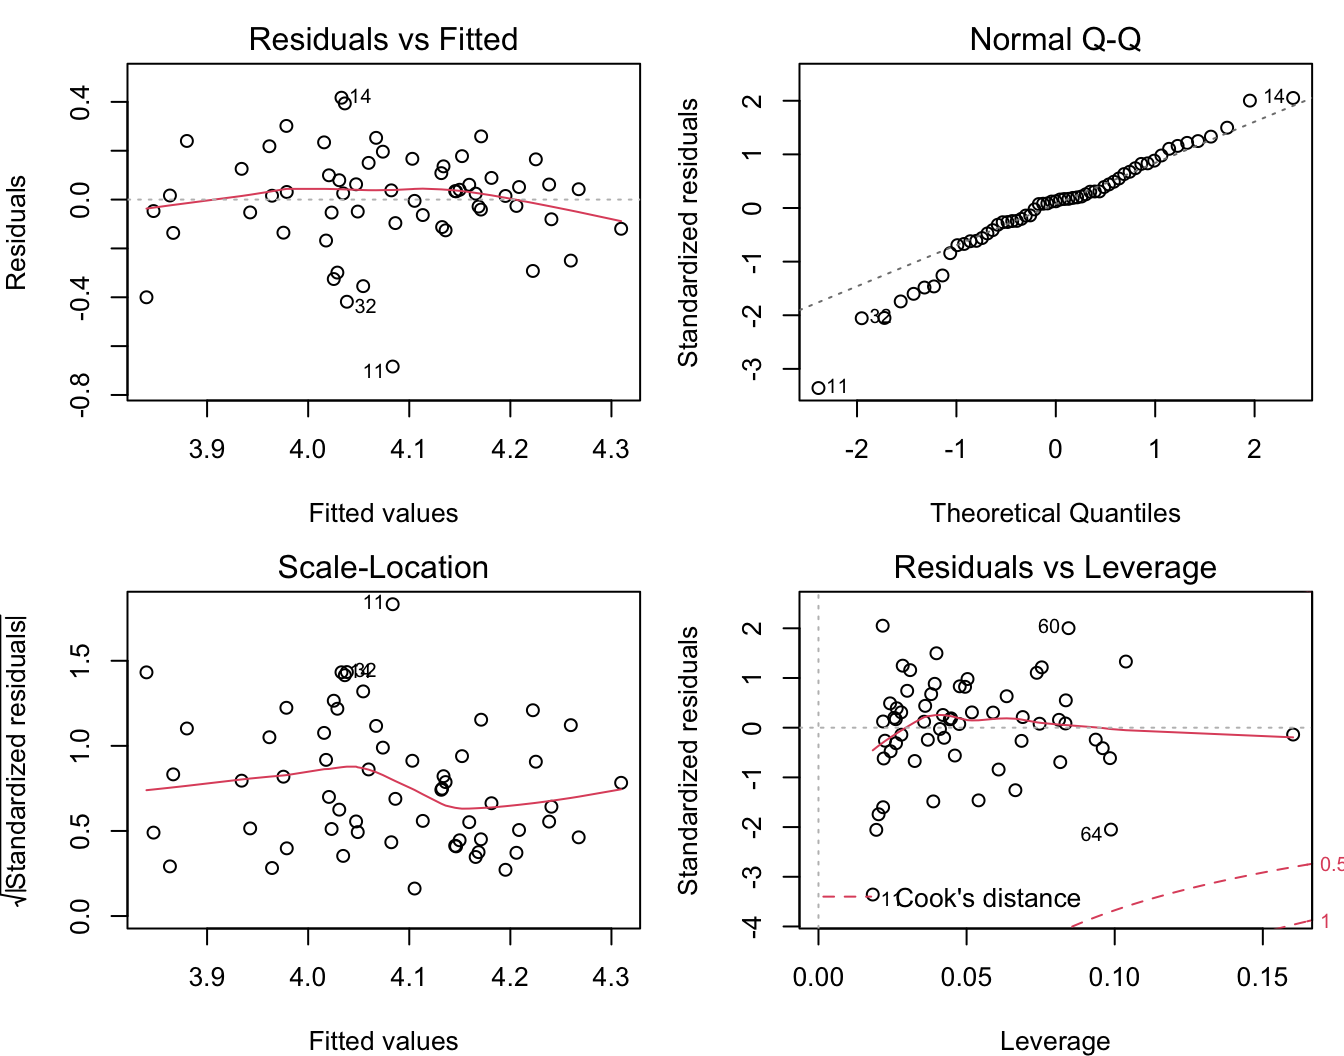 Residuals vs Fitted
Residuals
0.4
0.0
-0.4
-0.8
14
32
11
3.9 4.0 4.1 4.2 4.3
Fitted values
Normal Q-Q
Standardized residuals
2
1
0
-1
-2
-3
14
32
11
-2 -1 0 1 2
Theoretical Quantiles
Scale-Location
√|Standardized residuals|
1.5
1.0
0.5
0.0
11
32
14
3.9 4.0 4.1 4.2 4.3
Fitted values
Residuals vs Leverage
Standardized residuals
2
1
0
-1
-2
-3
-4
60
64
11
Cook's distance
0.5
1
0.00 0.05 0.10 0.15
Leverage